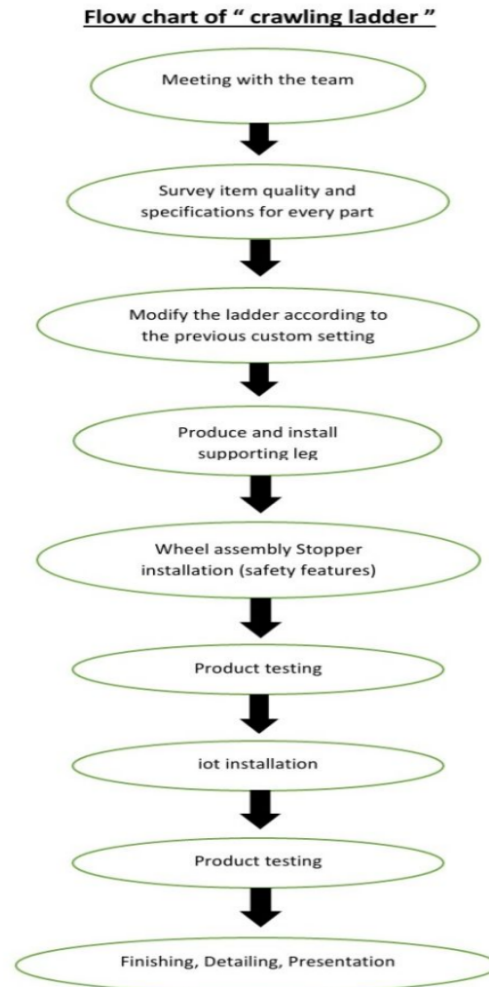 Flow chart of “ crawling ladder ”
Meeting with the team
Survey item quality and
specifications for every part
Modify the ladder according to
the previous custom setting
Produce and install
supporting leg
Wheel assembly Stopper
installation (safety features)
Product testing
iot installation
Product testing
Finishing, Detailing, Presentation